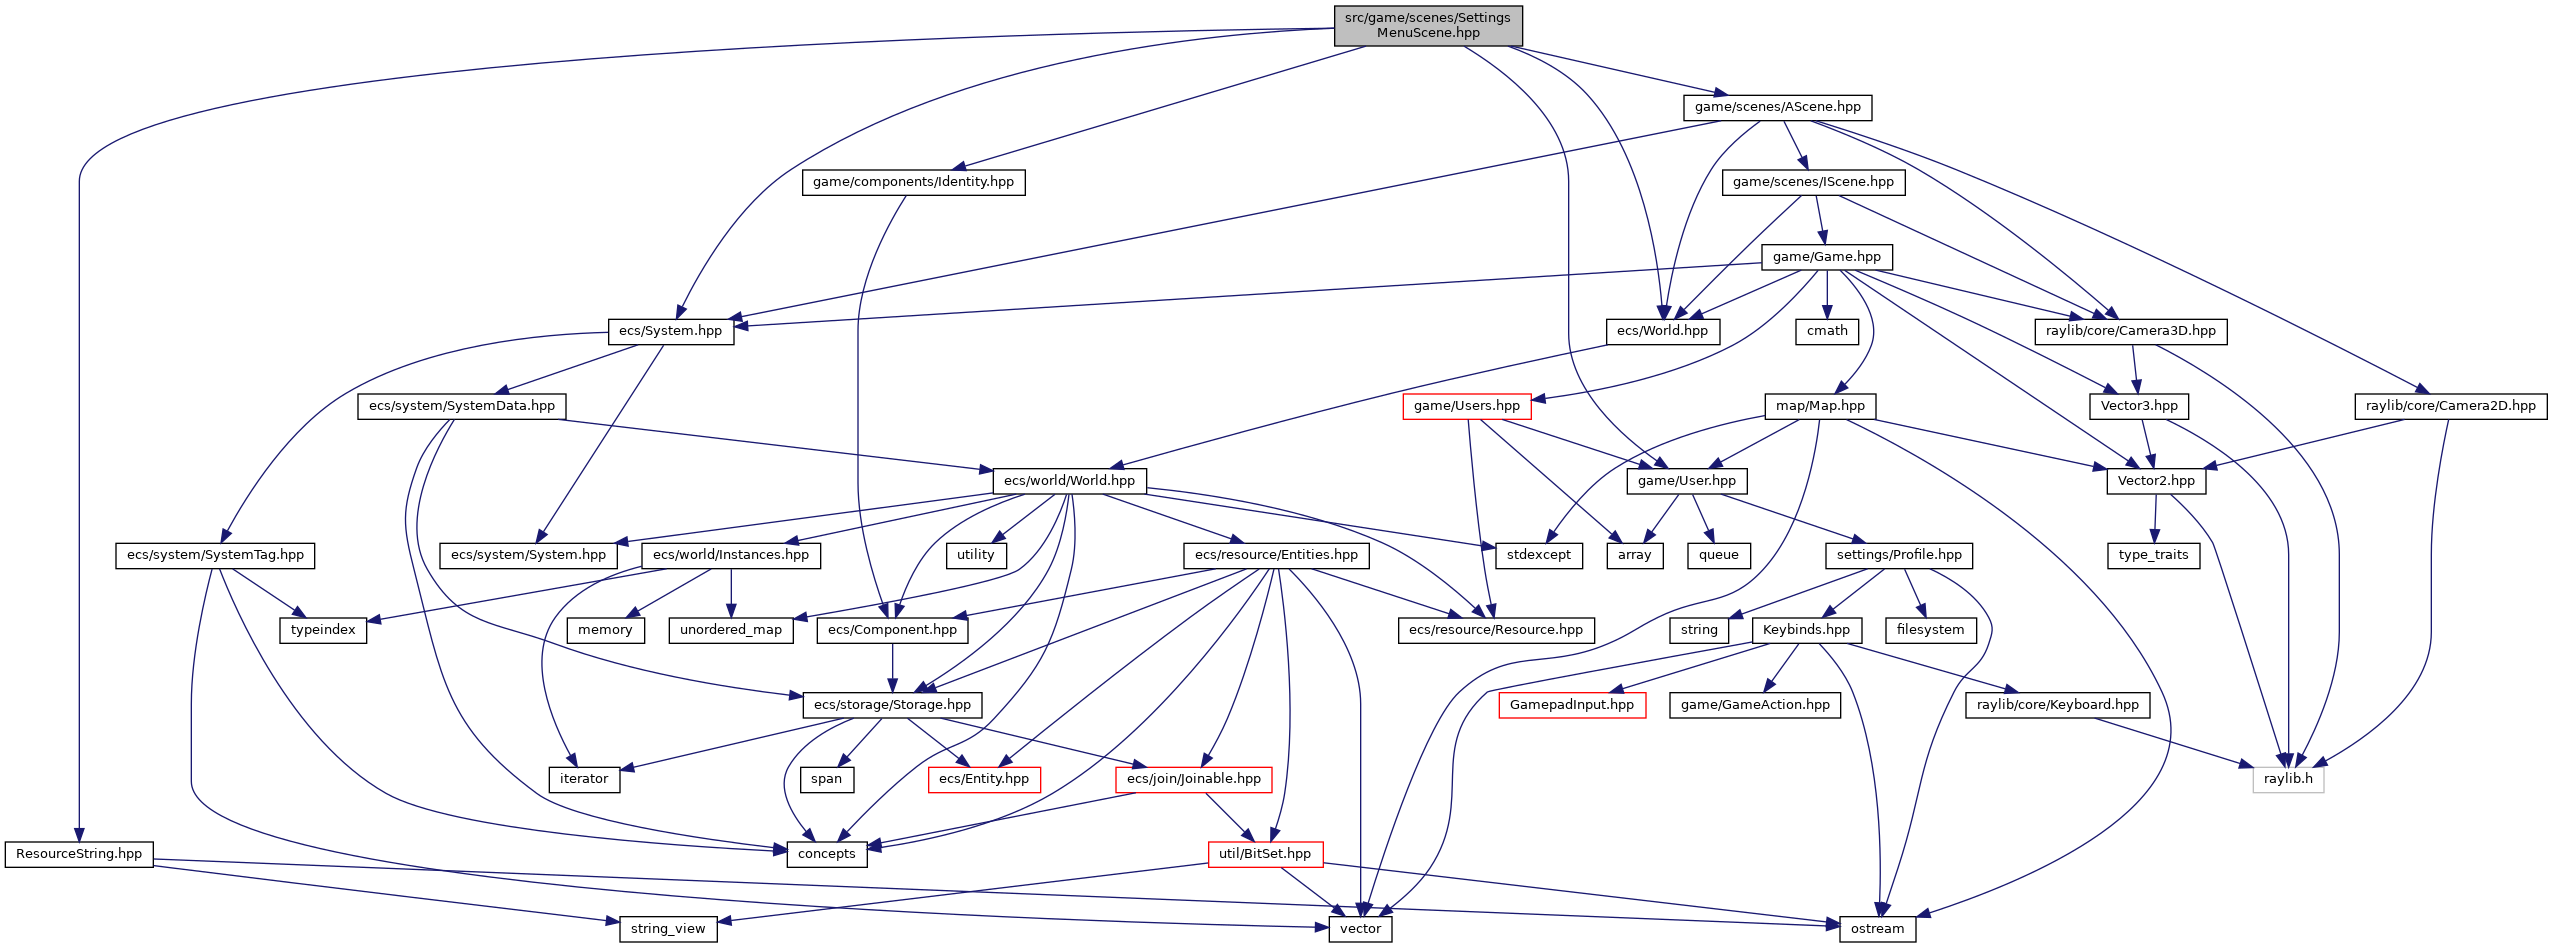 src/game/scenes/Settings
MenuScene.hpp
game/scenes/AScene.hpp
game/components/Identity.hpp
game/scenes/IScene.hpp
game/Game.hpp
ecs/System.hpp
ecs/World.hpp
cmath
raylib/core/Camera3D.hpp
ecs/system/SystemData.hpp
game/Users.hpp
map/Map.hpp
Vector3.hpp
raylib/core/Camera2D.hpp
ecs/world/World.hpp
game/User.hpp
Vector2.hpp
ecs/system/SystemTag.hpp
ecs/system/System.hpp
ecs/world/Instances.hpp
utility
ecs/resource/Entities.hpp
stdexcept
array
queue
settings/Profile.hpp
type_traits
typeindex
memory
unordered_map
ecs/Component.hpp
ecs/resource/Resource.hpp
string
Keybinds.hpp
filesystem
ecs/storage/Storage.hpp
GamepadInput.hpp
game/GameAction.hpp
raylib/core/Keyboard.hpp
iterator
span
ecs/Entity.hpp
ecs/join/Joinable.hpp
raylib.h
ResourceString.hpp
concepts
util/BitSet.hpp
string_view
vector
ostream